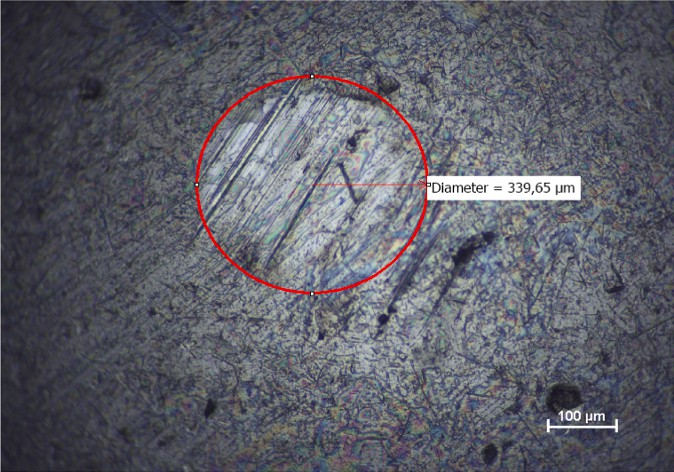 Diameter = 339,65 µm
100 µm